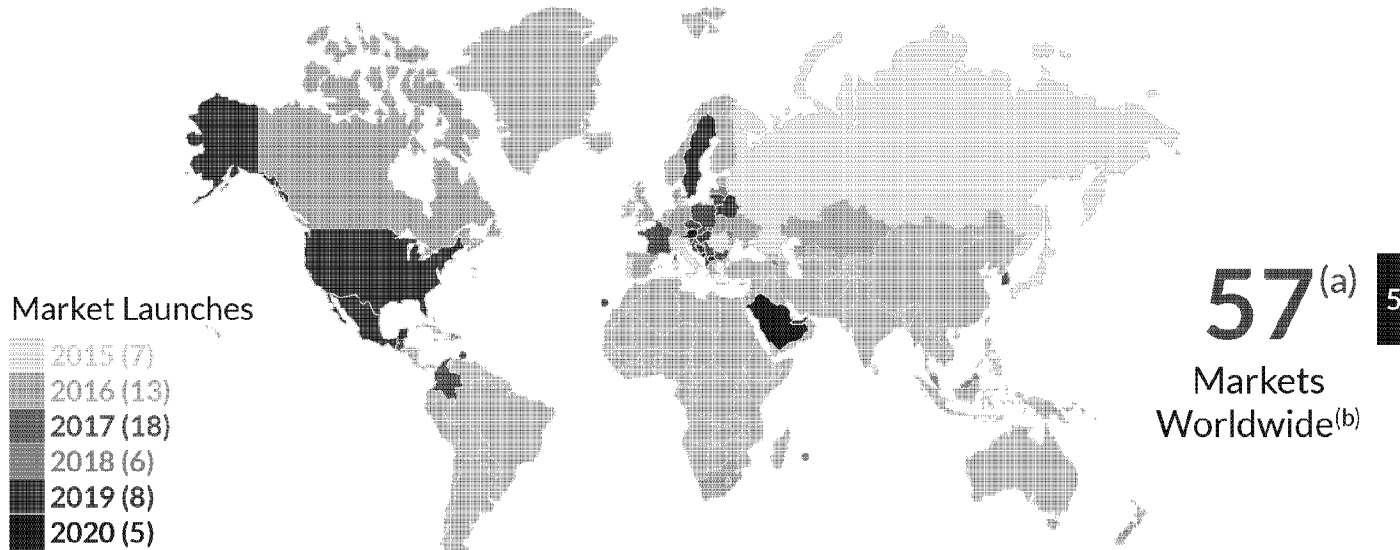 Market Launches
2015 (7)
2016 (13)
2017 (18)
2018 (6)
2019 (8)
2020 (5)
57(a)
Markets
Worldwide(b)
5